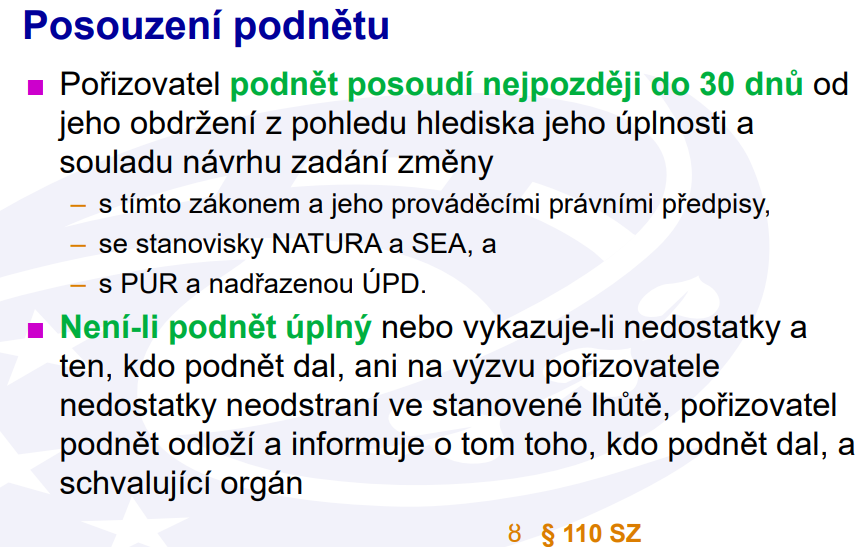 Posouzení podnětu
■ Pořizovatel podnět posoudí nejpozději do 30 dnů od
jeho obdržení z pohledu hlediska jeho úplnosti a
souladu návrhu zadání změny
– s tímto zákonem a jeho prováděcími právními předpisy,
– se stanovisky NATURA a SEA, a
– s PÚR a nadřazenou ÚPD.
■ Není-li podnět úplný nebo vykazuje-li nedostatky a
ten, kdo podnět dal, ani na výzvu pořizovatele
nedostatky neodstraní ve stanovené lhůtě, pořizovatel
podnět odloží a informuje o tom toho, kdo podnět dal, a
schvalující orgán
8 § 110 SZ